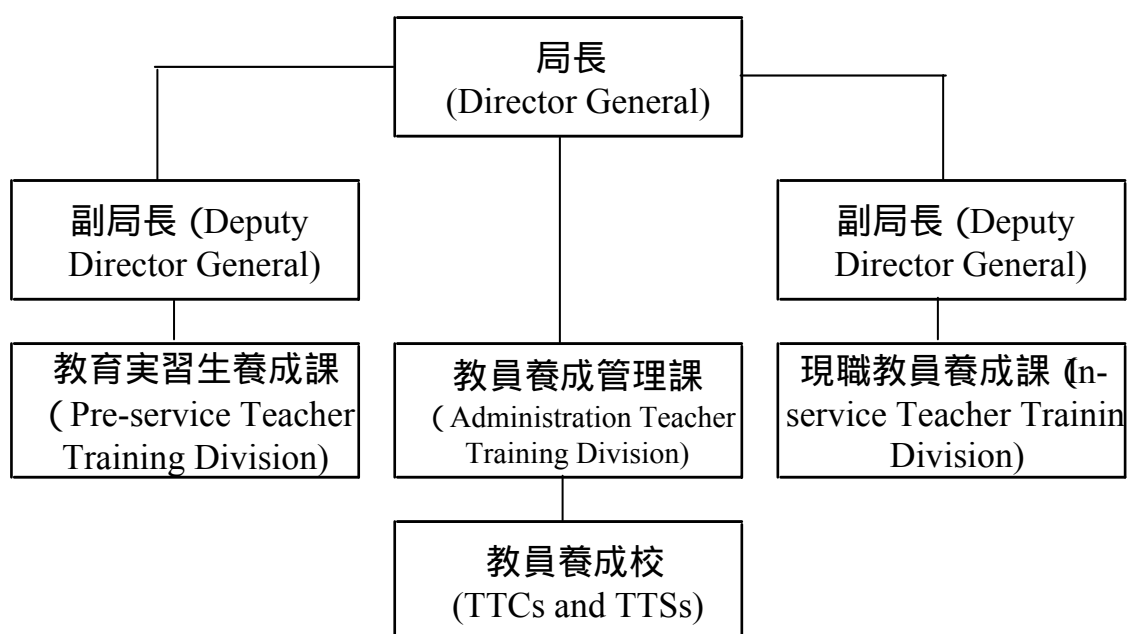 局長
(Director General)
副局長 (Deputy
Director General)
副局長 (Deputy
Director General)
教育実習生養成課
(Pre-service Teacher
Training Division)
教員養成管理課
(Administration Teacher
Training Division)
現職教員養成課 (In-
service Teacher Trainin
Division)
教員養成校
(TTCs and TTSs)